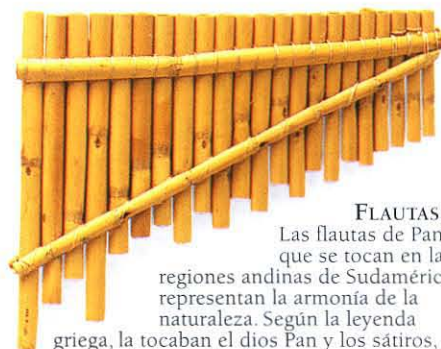 FLAUTAS
Las flautas de Pan
que se tocan en la
regiones andinas de Sudaméric
representan la armonía de la
naturaleza. Según la leyenda
griega, la tocaban el dios Pan y los sátiros,